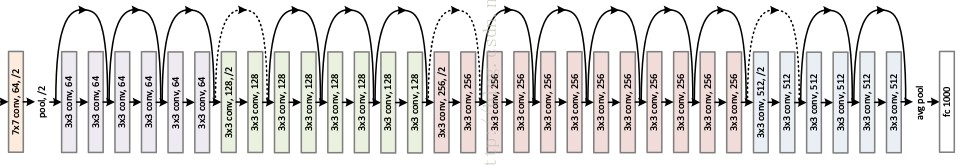 7x7 conv, 64, /2
pool, /2
3x3 conv, 64
3x3 conv, 64
3x3 conv, 64
3x3 conv, 64
3x3 conv, 64
3x3 conv, 64
3x3 conv, 128, /2
3x3 conv, 128
3x3 conv, 128
3x3 conv, 128
3x3 conv, 128
3x3 conv, 128
3x3 conv, 128
3x3 conv, 128
3x3 conv, 256, /2
3x3 conv, 256
3x3 conv, 256
3x3 conv, 256
3x3 conv, 256
3x3 conv, 256
3x3 conv, 256
3x3 conv, 256
3x3 conv, 256
3x3 conv, 256
3x3 conv, 256
3x3 conv, 256
3x3 conv, 512, /2
3x3 conv, 512
3x3 conv, 512
3x3 conv, 512
3x3 conv, 512
3x3 conv, 512
avg pool
fc 1000